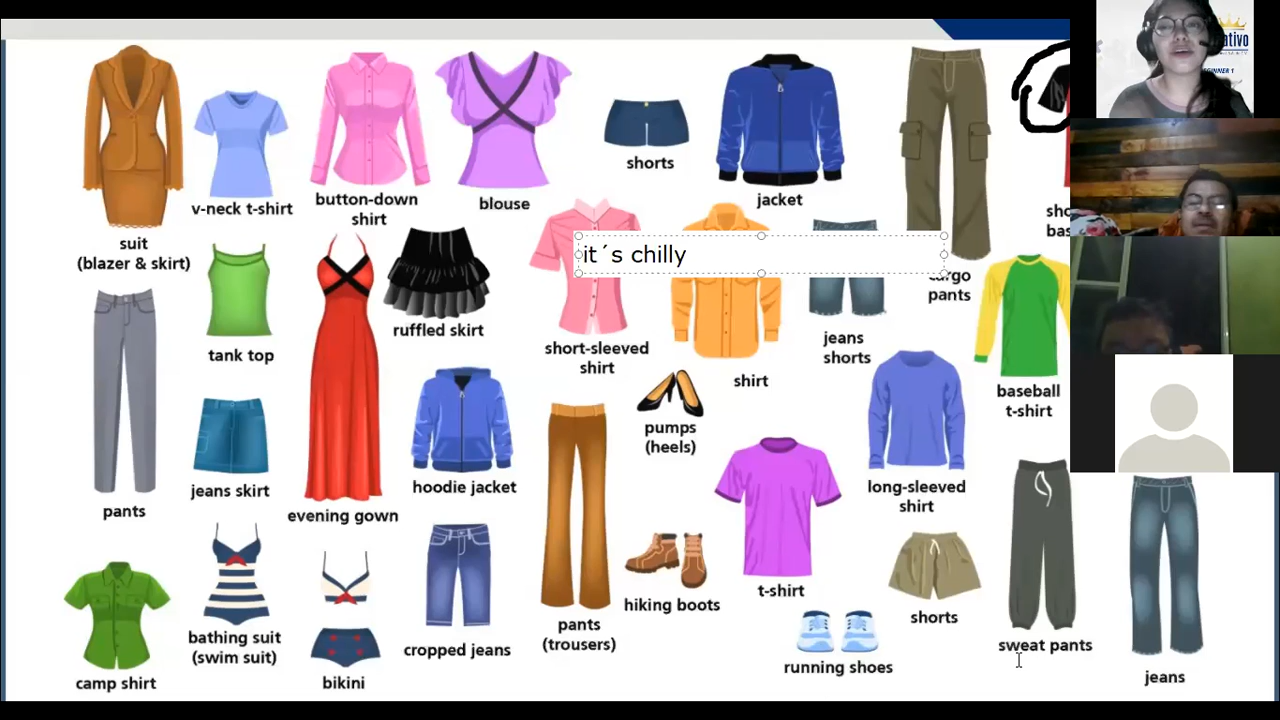 suit
(blazer & skirt)
v-neck t-shirt
button-down
shirt
blouse
shorts
jacket
it´s chilly
cargo
pants
tank top
ruffled skirt
short-sleeved
shirt
shirt
jeans
shorts
baseball
t-shirt
pants
jeans skirt
evening gown
hoodie jacket
pumps
(heels)
long-sleeved
shirt
camp shirt
bathing suit
(swim suit)
bikini
cropped jeans
pants
(trousers)
hiking boots
t-shirt
running shoes
shorts
sweat pants
jeans